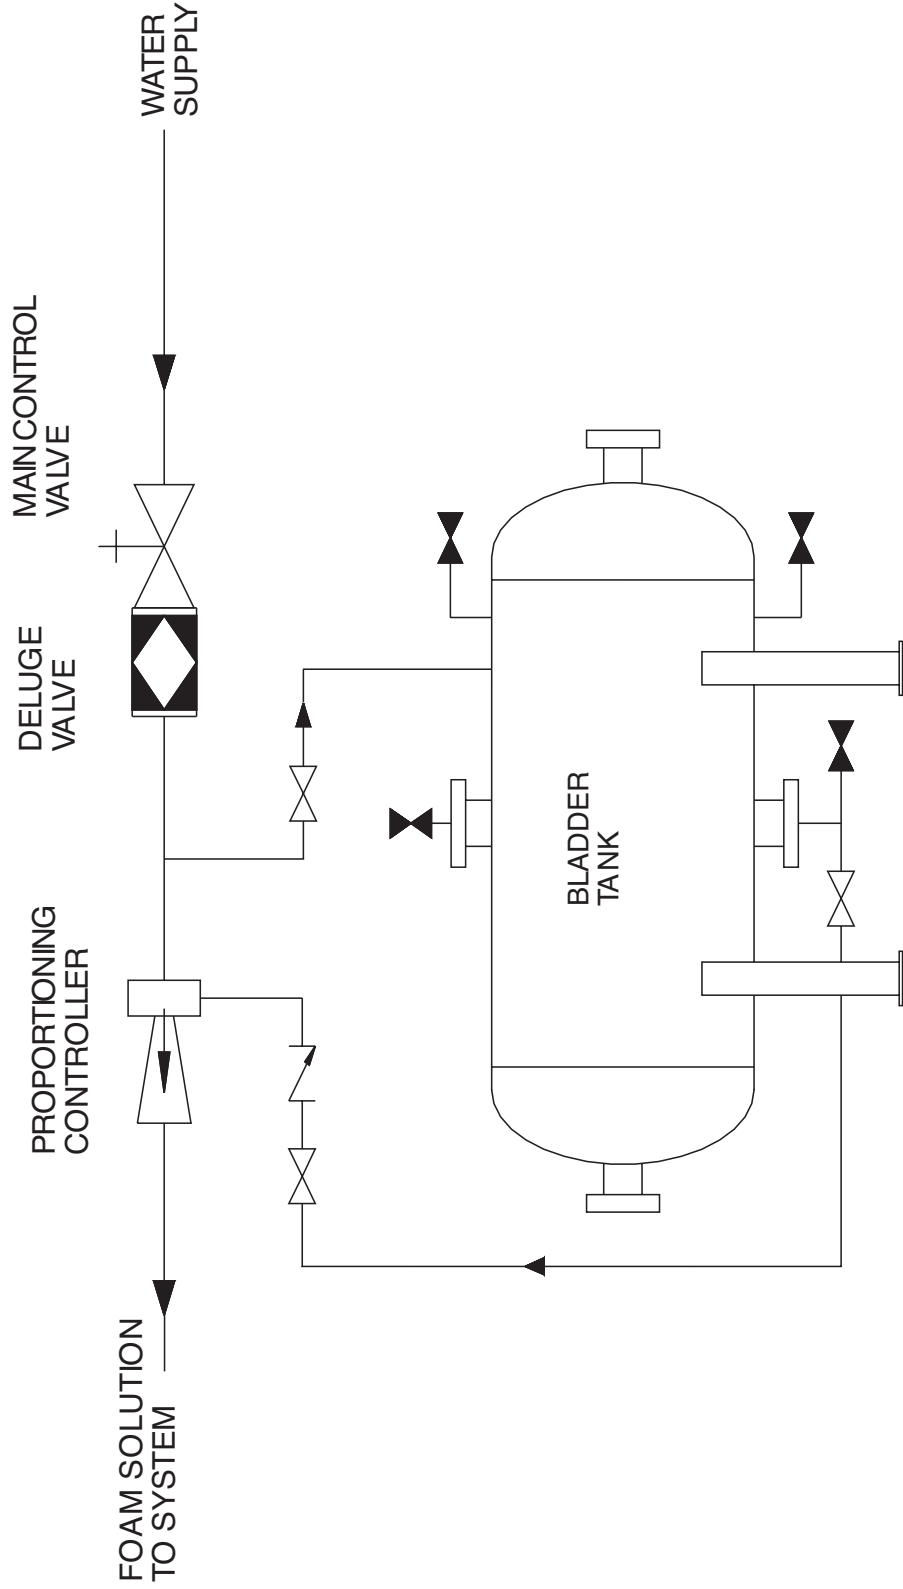 WATER
SUPPLY
MAIN CONTROL
VALVE
DELUGE
VALVE
PROPORTIONING
CONTROLLER
FOAM SOLUTION
TO SYSTEM
BLADDER
TANK